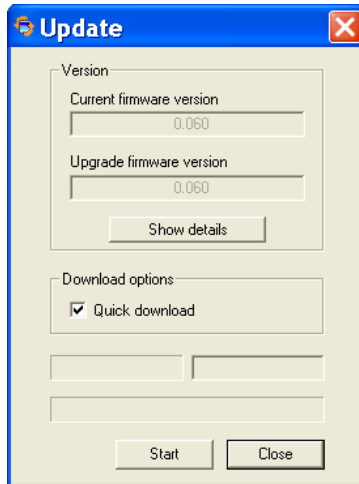 Update
Version
Current firmware version
0.060
Upgrade firmware version
0.060
Show details
Download options
Quick download
Start
Close